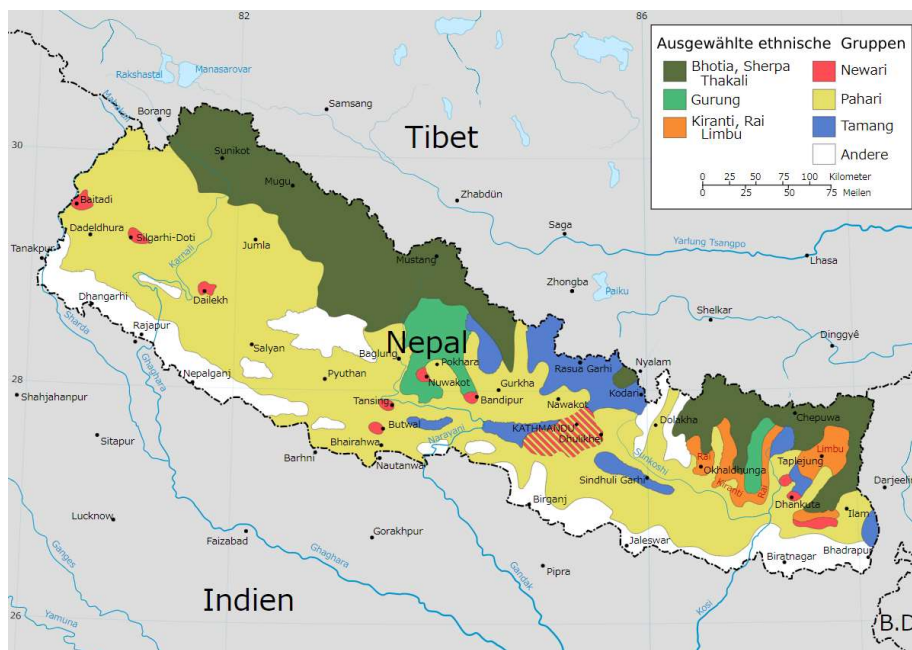 82
86
Ausgewählte ethnische Gruppen
Bhotia, Sherpa
Thakali
Gurung
Kiranti, Rai
Limbu
Newari
Pahari
Tamang
Andere
0 25 50 75 100 Kilometer
0 25 50 75 Meilen
Rakshastal
Manasarovar
Borang
Samsang
Tibet
30
Sunikot
Mugu
Zhabdün
Baitadi
Dadeldhura
Silgarhi-Doti
Jumla
Saga
Yarlung Tsangpo
Tanakpur
Karnali
Mustang
Lhasa
Dhangarhi
Dailekh
Zhongba
Paiku
Shelkar
Sharda
Rajapur
Ghaghara
Salyan
Nepal
Baglung
Pokhara
Dinggyê
Nyalam
Rasua Garhi
28
Nepalganj
Pyuthan
Nuwakot
Gurkha
Kodari
Shahjahanpur
Tansing
Bandipur
Nawakot
Dolakha
Chepuwa
Sitapur
Butwal
Narayani
KATHMANDU
Dhulikhel
Sunkoshi
Rai
Okhaldhunga
Kiranti
Rai
Taplejung
Limbu
Barhni
Bhairahwa
Nautanwa
Sindhuli Garhi
Dhankuta
Ilam
Darjeelin
Birganj
Lucknow
Faizabad
Gorakhpur
Jaleswar
Biratnagar
Bhadrapur
Ganges
Ghaghara
Gandak
Pipra
Kosi
Indien
Yamuna
26
B.D